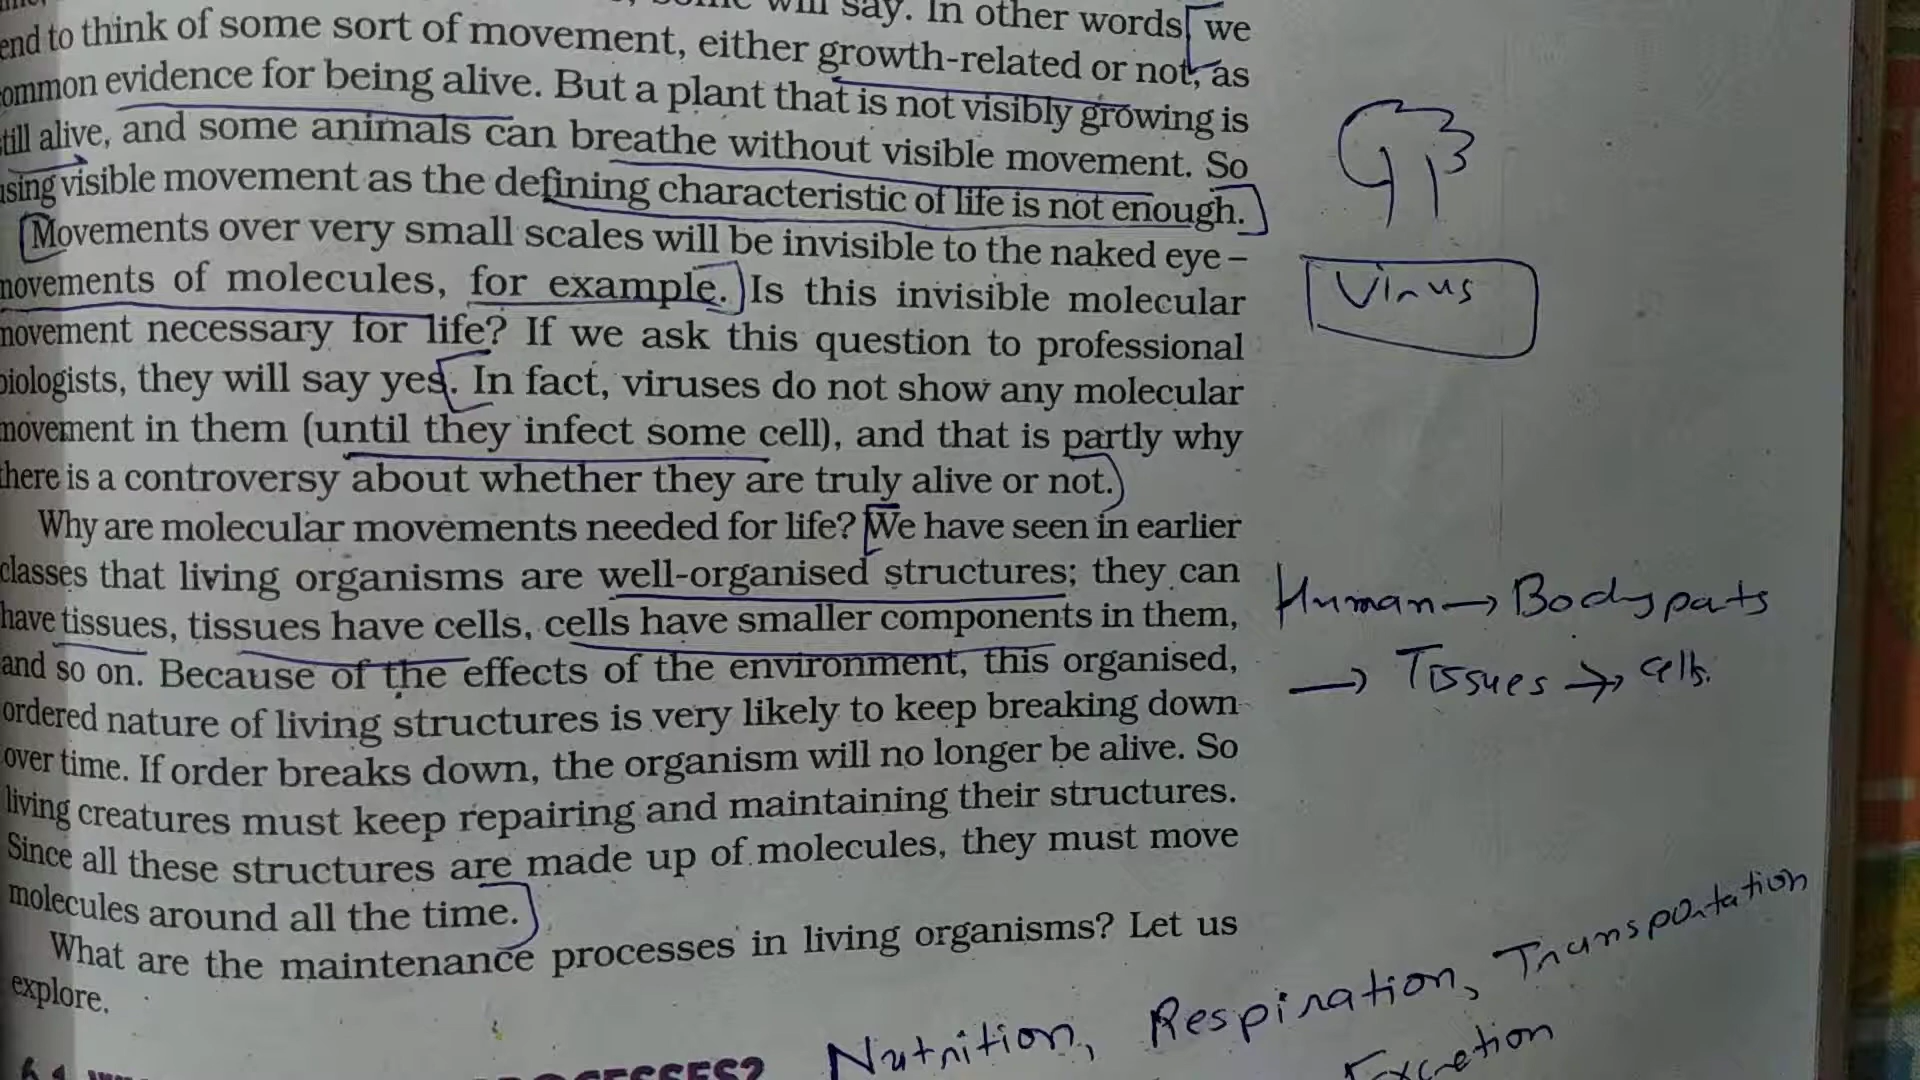 will say. In other words, we
end to think of some sort of movement, either growth-related or not, as
ommon evidence for being alive. But a plant that is not visibly growing is
till alive, and some animals can breathe without visible movement. So
using visible movement as the defining characteristic of life is not enough.
Movements over very small scales will be invisible to the naked eye –
movements of molecules, for example. Is this invisible molecular
movement necessary for life? If we ask this question to professional
biologists, they will say yes. In fact, viruses do not show any molecular
movement in them (until they infect some cell), and that is partly why
there is a controversy about whether they are truly alive or not.
Virus
Why are molecular movements needed for life? We have seen in earlier
classes that living organisms are well-organised structures; they can
have tissues, tissues have cells, cells have smaller components in them,
and so on. Because of the effects of the environment, this organised,
ordered nature of living structures is very likely to keep breaking down
over time. If order breaks down, the organism will no longer be alive. So
living creatures must keep repairing and maintaining their structures.
Since all these structures are made up of molecules, they must move
molecules around all the time.
Human → Body parts
→ Tissues → cells.
What are the maintenance processes in living organisms? Let us
explore.
Nutrition, Respiration, Transportation
Excretion